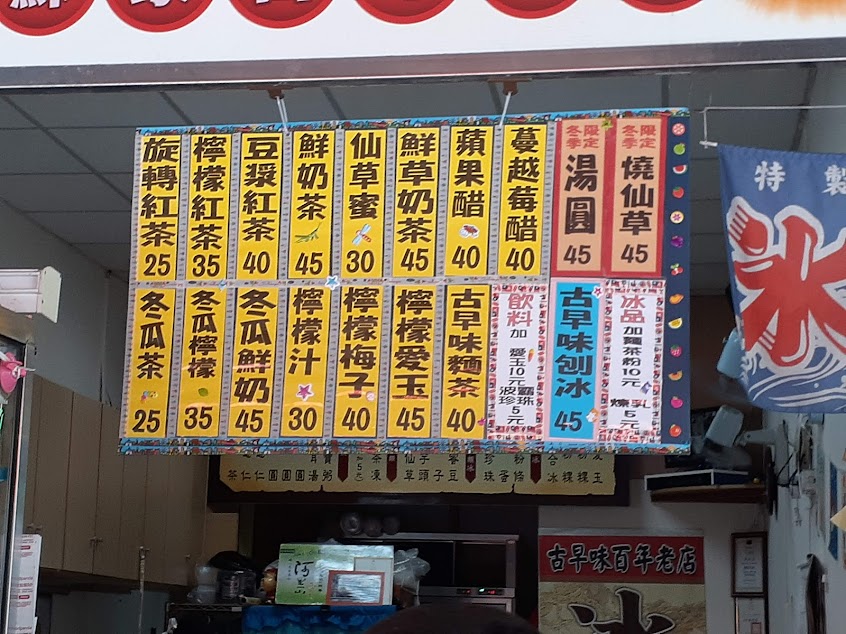 旋轉紅茶 25
檸檬紅茶 35
豆漿紅茶 40
鮮奶茶 45
仙草蜜 30
鮮草奶茶 45
蘋果醋 40
蔓越莓醋 40
冬季限定 湯圓 45
冬季限定 燒仙草 45
冬瓜茶 25
冬瓜檸檬 35
冬瓜鮮奶 45
檸檬汁 30
檸檬梅子 40
檸檬愛玉 45
古早味麵茶 40
飲料加 愛玉10元 波霸珍珠5元
古早味刨冰 45
冰品加麵茶粉10元 煉乳5元
特製
冰
古早味百年老店
冰